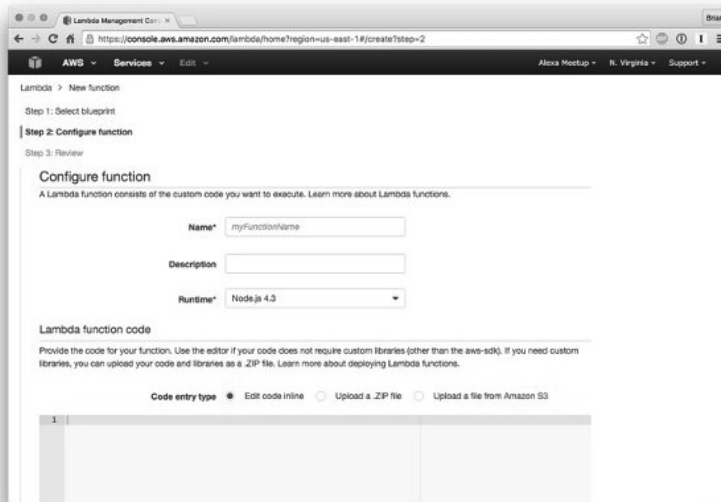 Lambda Management Con
Bria
https://console.aws.amazon.com/lambda/home?region=us-east-1#/create?step=2
AWS Services Edit Alexa Meetup N. Virginia Support
Lambda > New function
Step 1: Select blueprint
Step 2: Configure function
Step 3: Review
Configure function
A Lambda function consists of the custom code you want to execute. Learn more about Lambda functions.
Name* myFunctionName
Description
Runtime* Node.js 4.3
Lambda function code
Provide the code for your function. Use the editor if your code does not require custom libraries (other than the aws-sdk). If you need custom
libraries, you can upload your code and libraries as a .ZIP file. Learn more about deploying Lambda functions.
Code entry type Edit code inline Upload a .ZIP file Upload a file from Amazon S3
1